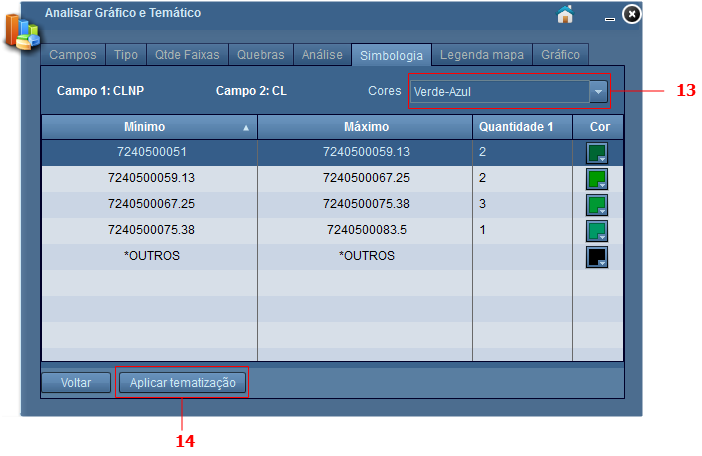 Analisar Gráfico e Temático
Campos Tipo Qtde Faixas Quebras Análise Simbologia Legenda mapa Gráfico
Campo 1: CLNP Campo 2: CL Cores Verde-Azul 13
Mínimo Máximo Quantidade 1 Cor
7240500051 7240500059.13 2
7240500059.13 7240500067.25 2
7240500067.25 7240500075.38 3
7240500075.38 7240500083.5 1
*OUTROS *OUTROS
Voltar Aplicar tematização
14